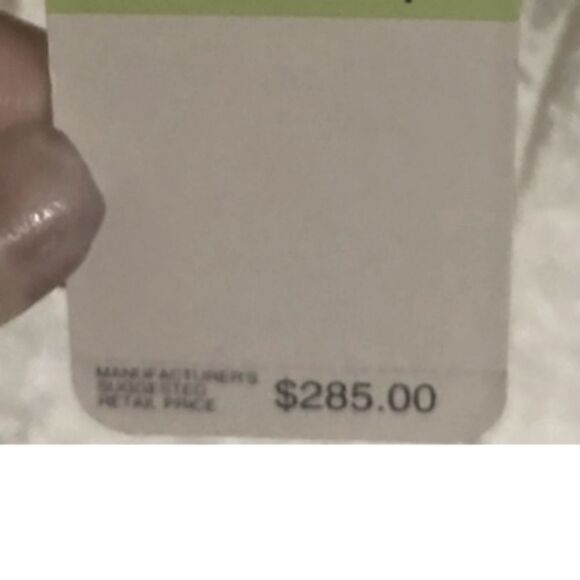 MANUFACTURER'S
SUGGESTED
RETAIL PRICE
$285.00